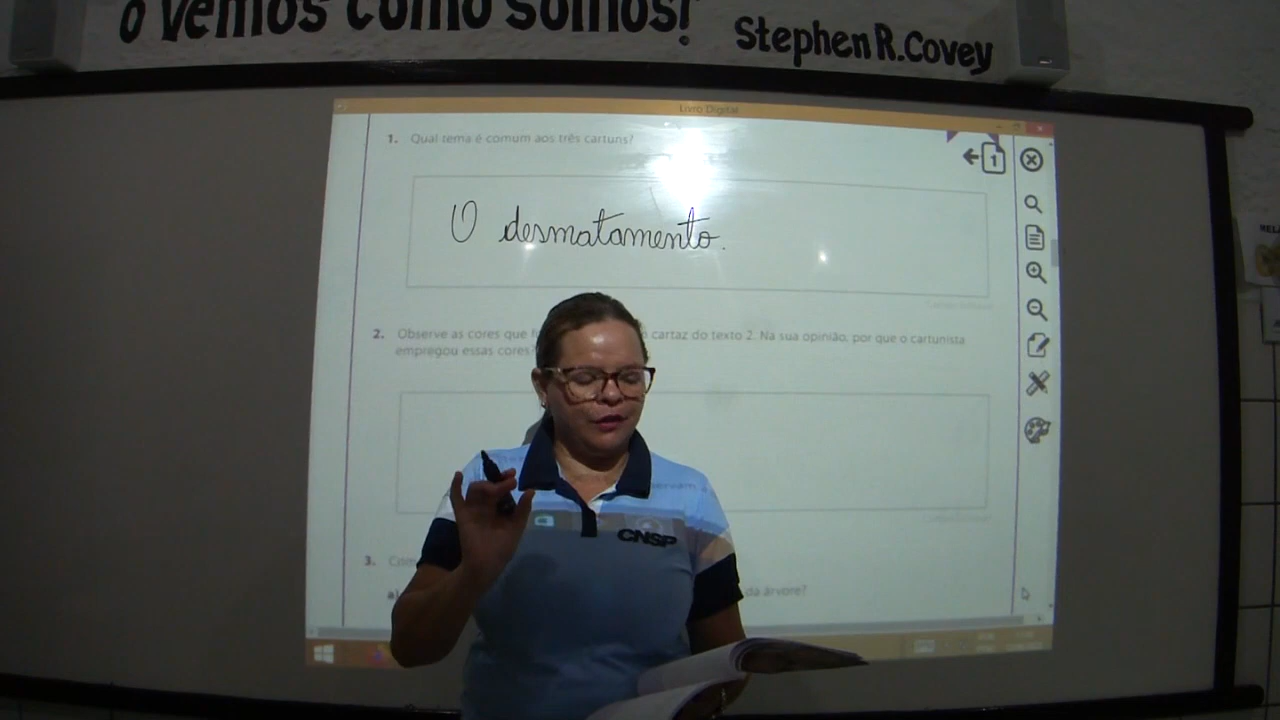 o vemos como somos!
Stephen R. Covey
Livro Digital
1. Qual tema é comum aos três cartuns?
1
O desmatamento.
2. Observe as cores que cartaz do texto 2. Na sua opinião, por que o cartunista
empregou essas cores?
CNSP
3.
a) da árvore?